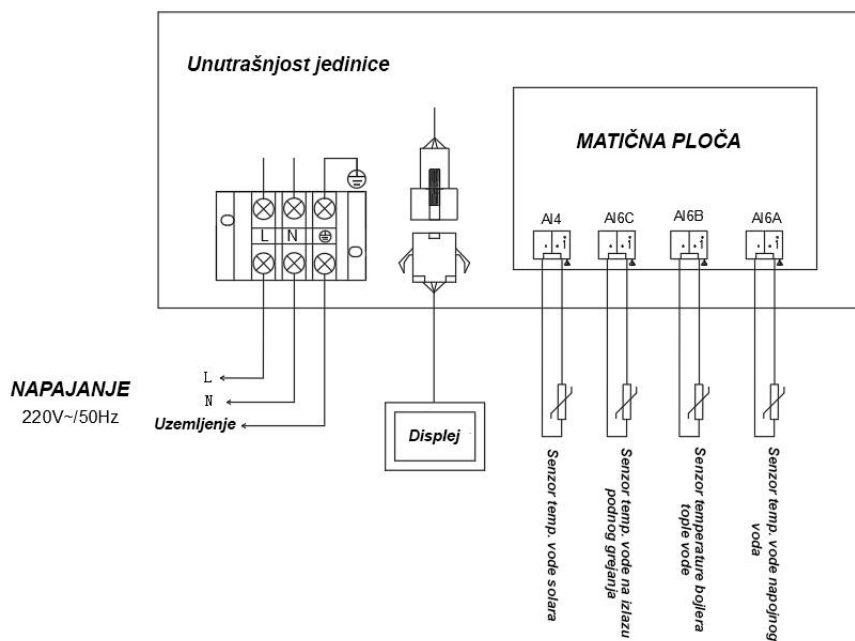 Unutrašnjost jedinice
MATIČNA PLOČA
AI4
AI6C
AI6B
AI6A
L
N
L
N
Uzemljenje
NAPAJANJE
220V~/50Hz
Displej
Senzor temp. vode solara
Senzor temp. vode na izlazu
podnog grejanja
Senzor temperature bojlera
tople vode
Senzor temp. vode napojnog
voda